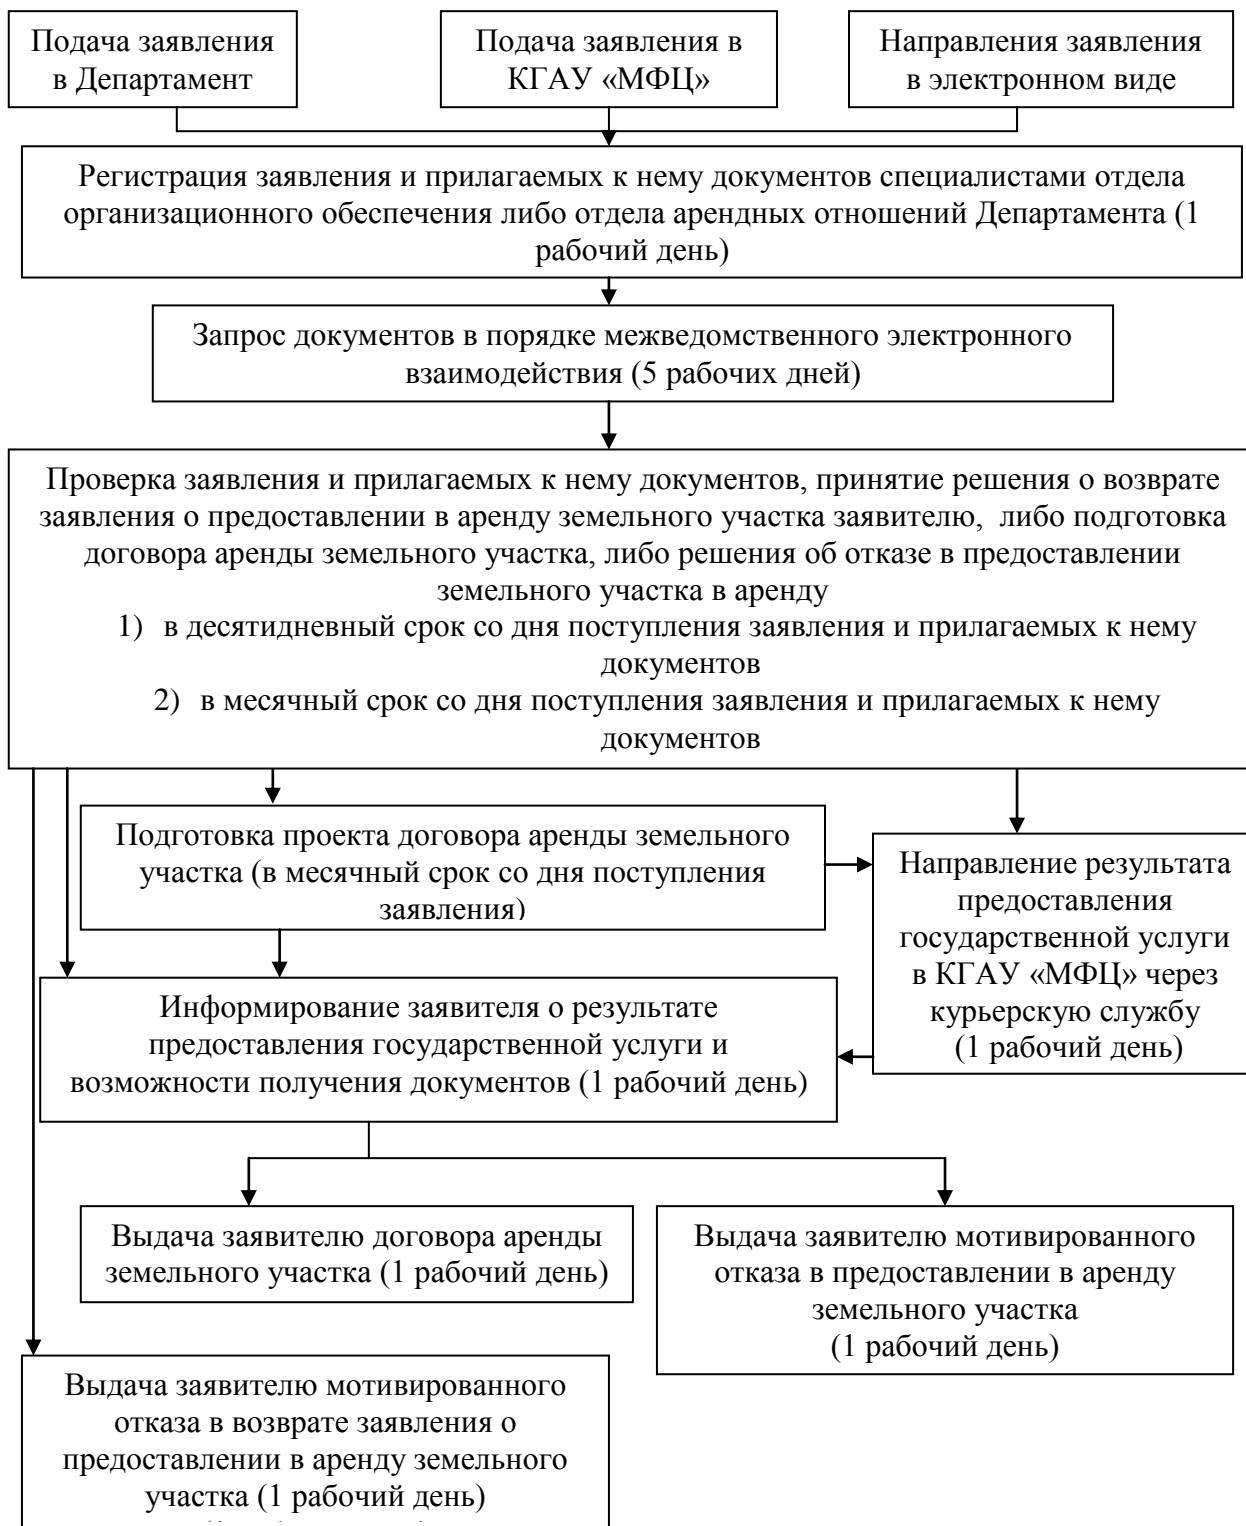 Подача заявления
в Департамент
Подача заявления в
КГАУ «МФЦ»
Направления заявления
в электронном виде
Регистрация заявления и прилагаемых к нему документов специалистами отдела
организационного обеспечения либо отдела арендных отношений Департамента (1
рабочий день)
Запрос документов в порядке межведомственного электронного
взаимодействия (5 рабочих дней)
Проверка заявления и прилагаемых к нему документов, принятие решения о возврате
заявления о предоставлении в аренду земельного участка заявителю, либо подготовка
договора аренды земельного участка, либо решения об отказе в предоставлении
земельного участка в аренду
1) в десятидневный срок со дня поступления заявления и прилагаемых к нему
документов
2) в месячный срок со дня поступления заявления и прилагаемых к нему
документов
Подготовка проекта договора аренды земельного
участка (в месячный срок со дня поступления
заявления)
Направление результата
предоставления
государственной услуги
в КГАУ «МФЦ» через
курьерскую службу
(1 рабочий день)
Информирование заявителя о результате
предоставления государственной услуги и
возможности получения документов (1 рабочий день)
Выдача заявителю договора аренды
земельного участка (1 рабочий день)
Выдача заявителю мотивированного
отказа в предоставлении в аренду
земельного участка
(1 рабочий день)
Выдача заявителю мотивированного
отказа в возврате заявления о
предоставлении в аренду земельного
участка (1 рабочий день)